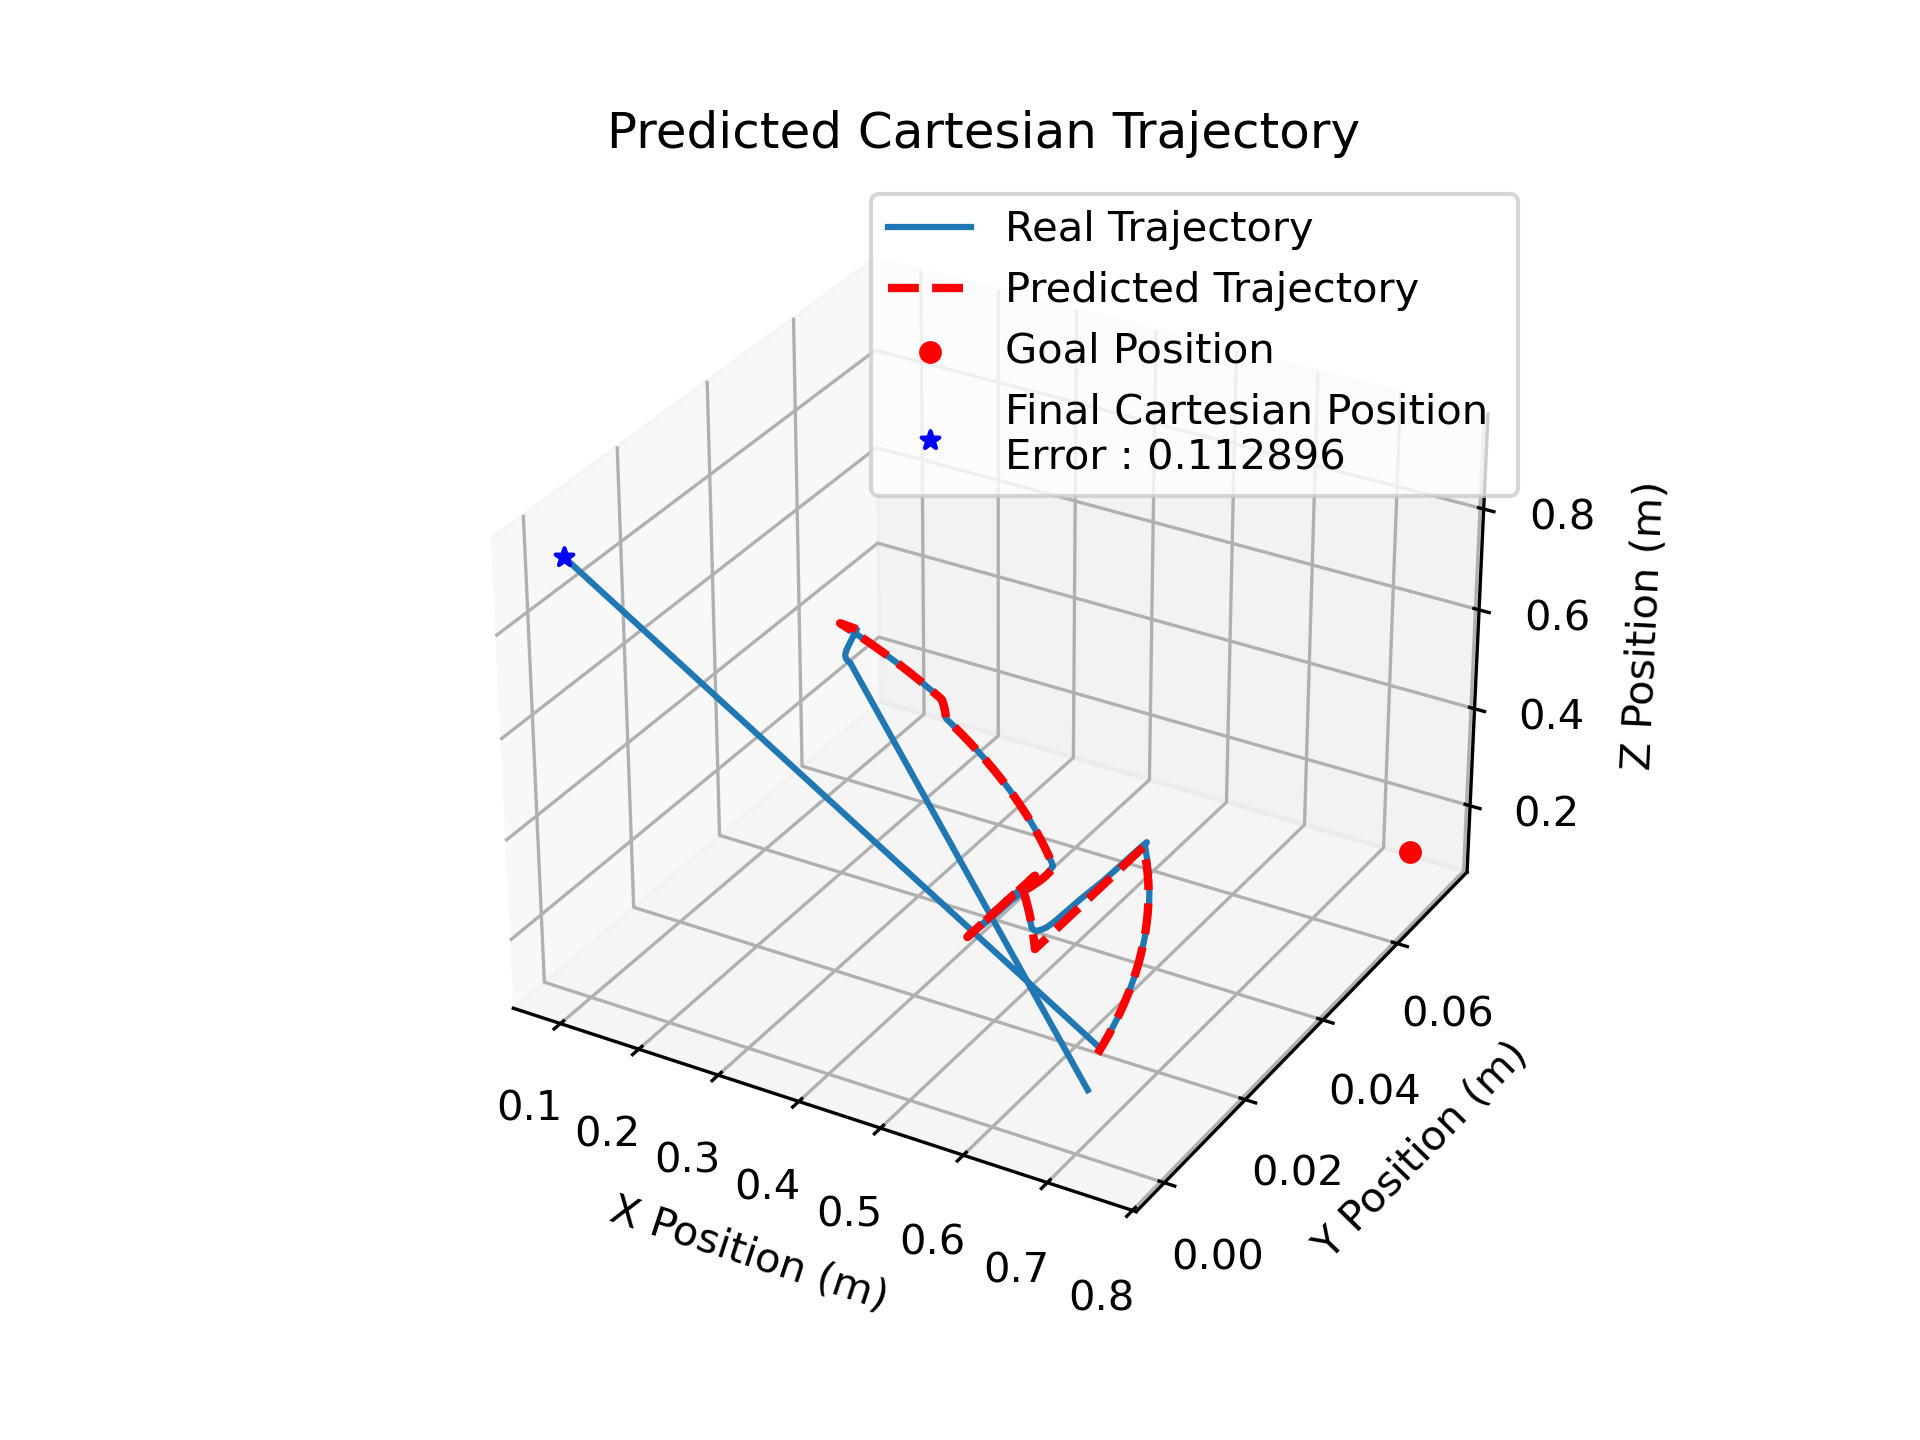 Predicted Cartesian Trajectory
Real Trajectory
Predicted Trajectory
Goal Position
Final Cartesian Position
Error : 0.112896
0.8
0.6
0.4
0.2
Z Position (m)
0.06
0.04
0.02
0.00
Y Position (m)
0.1
0.2
0.3
0.4
0.5
0.6
0.7
0.8
X Position (m)